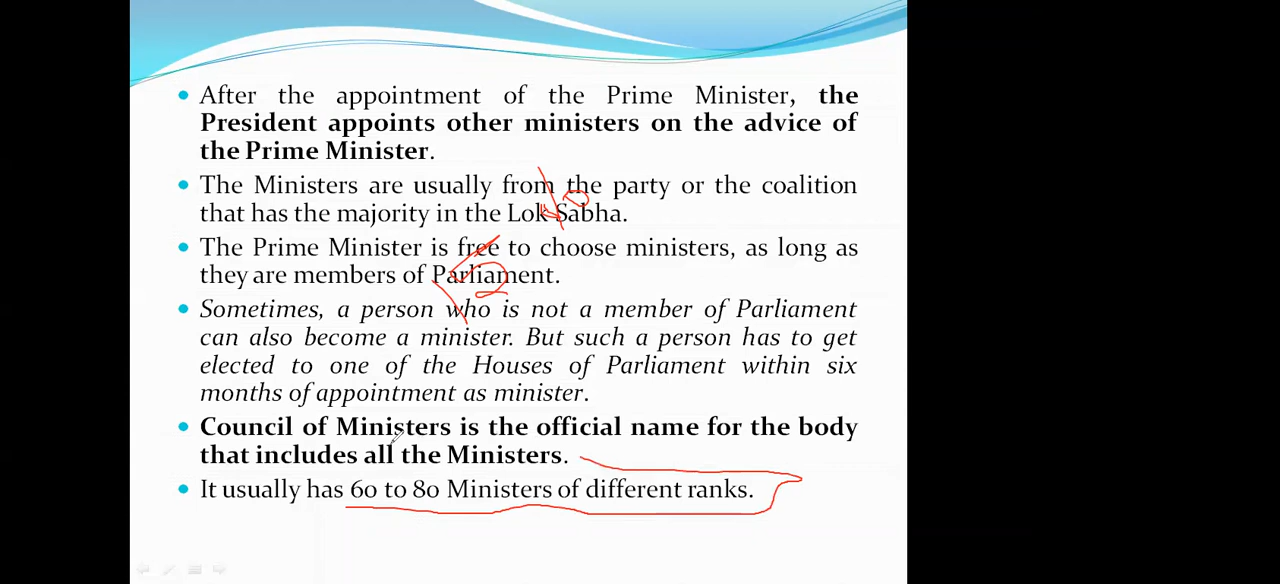 After the appointment of the Prime Minister, the
President appoints other ministers on the advice of
the Prime Minister.
The Ministers are usually from the party or the coalition
that has the majority in the Lok Sabha.
The Prime Minister is free to choose ministers, as long as
they are members of Parliament.
Sometimes, a person who is not a member of Parliament
can also become a minister. But such a person has to get
elected to one of the Houses of Parliament within six
months of appointment as minister.
Council of Ministers is the official name for the body
that includes all the Ministers.
It usually has 60 to 80 Ministers of different ranks.